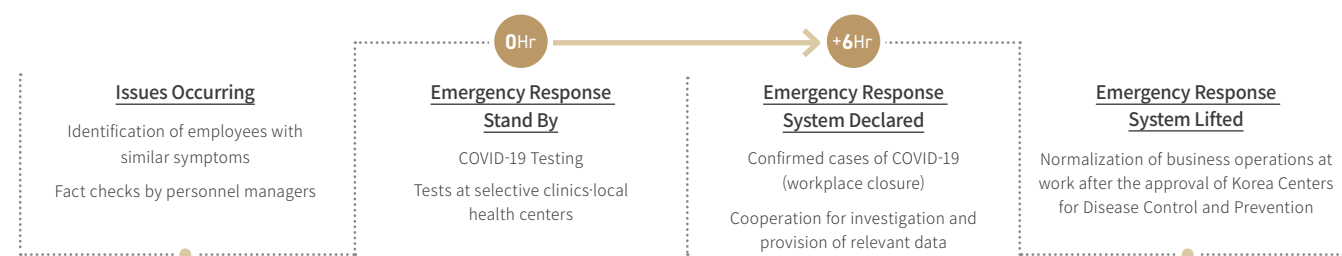 0Hr
+6Hr
Issues Occurring
Identification of employees with
similar symptoms
Fact checks by personnel managers
Emergency Response
Stand By
COVID-19 Testing
Tests at selective clinics·local
health centers
Emergency Response
System Declared
Confirmed cases of COVID-19
(workplace closure)
Cooperation for investigation and
provision of relevant data
Emergency Response
System Lifted
Normalization of business operations at
work after the approval of Korea Centers
for Disease Control and Prevention